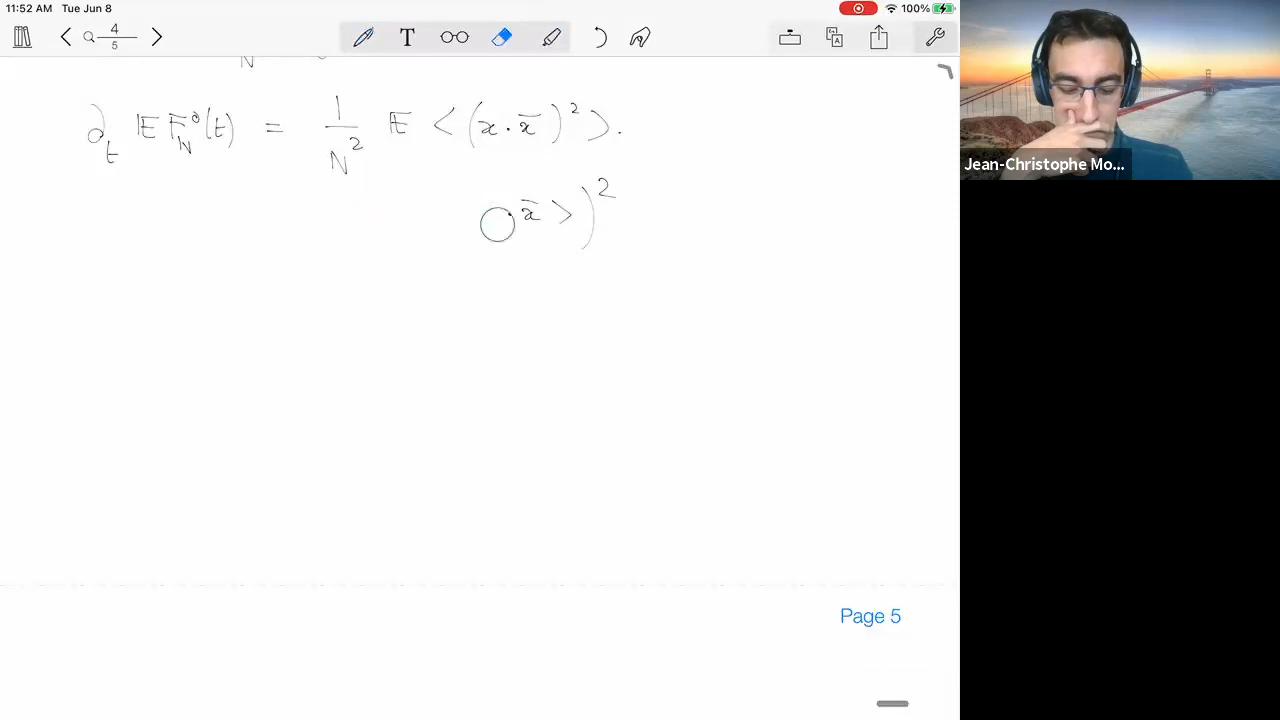 11:52 AM Tue Jun 8
100%
4
5
T
N
∂_t 𝔼 F̄_N°(t) = 1/N² 𝔼 < (x · x̄)² >.
x̄ > )²
Page 5
Jean-Christophe Mo...